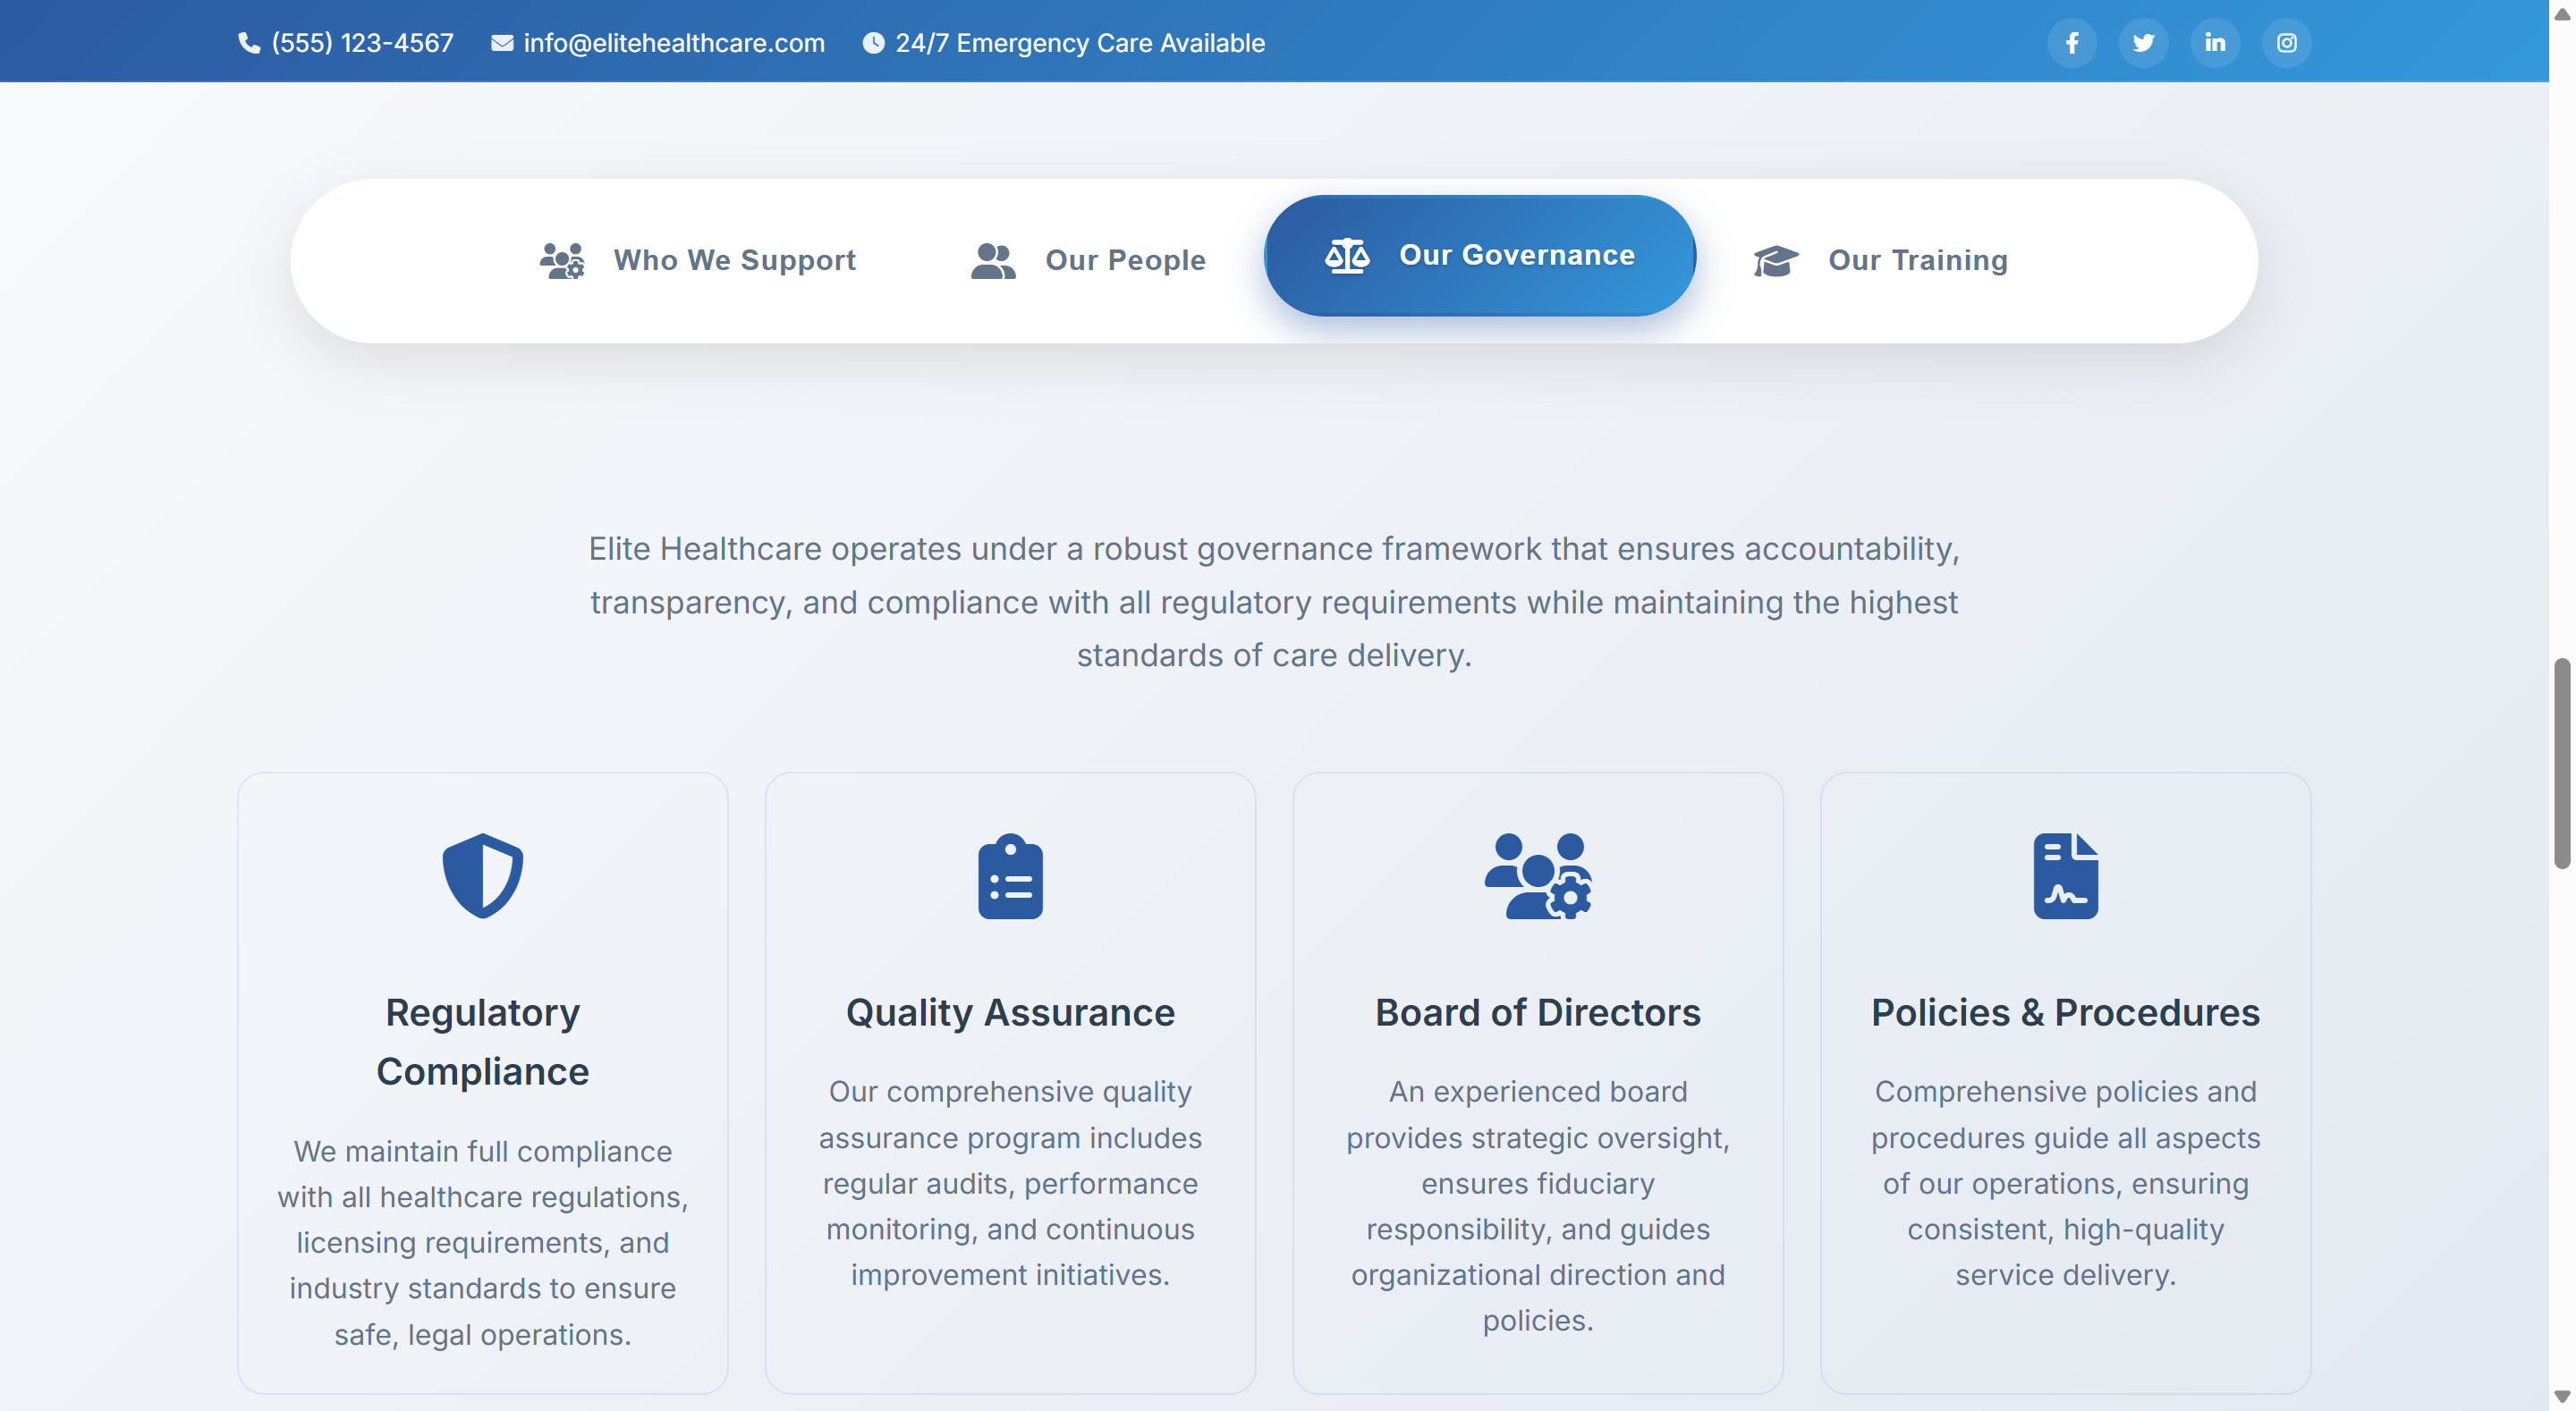 (555) 123-4567 info@elitehealthcare.com 24/7 Emergency Care Available
Who We Support Our People Our Governance Our Training
Elite Healthcare operates under a robust governance framework that ensures accountability,
transparency, and compliance with all regulatory requirements while maintaining the highest
standards of care delivery.
Regulatory
Compliance
We maintain full compliance
with all healthcare regulations,
licensing requirements, and
industry standards to ensure
safe, legal operations.
Quality Assurance
Our comprehensive quality
assurance program includes
regular audits, performance
monitoring, and continuous
improvement initiatives.
Board of Directors
An experienced board
provides strategic oversight,
ensures fiduciary
responsibility, and guides
organizational direction and
policies.
Policies & Procedures
Comprehensive policies and
procedures guide all aspects
of our operations, ensuring
consistent, high-quality
service delivery.